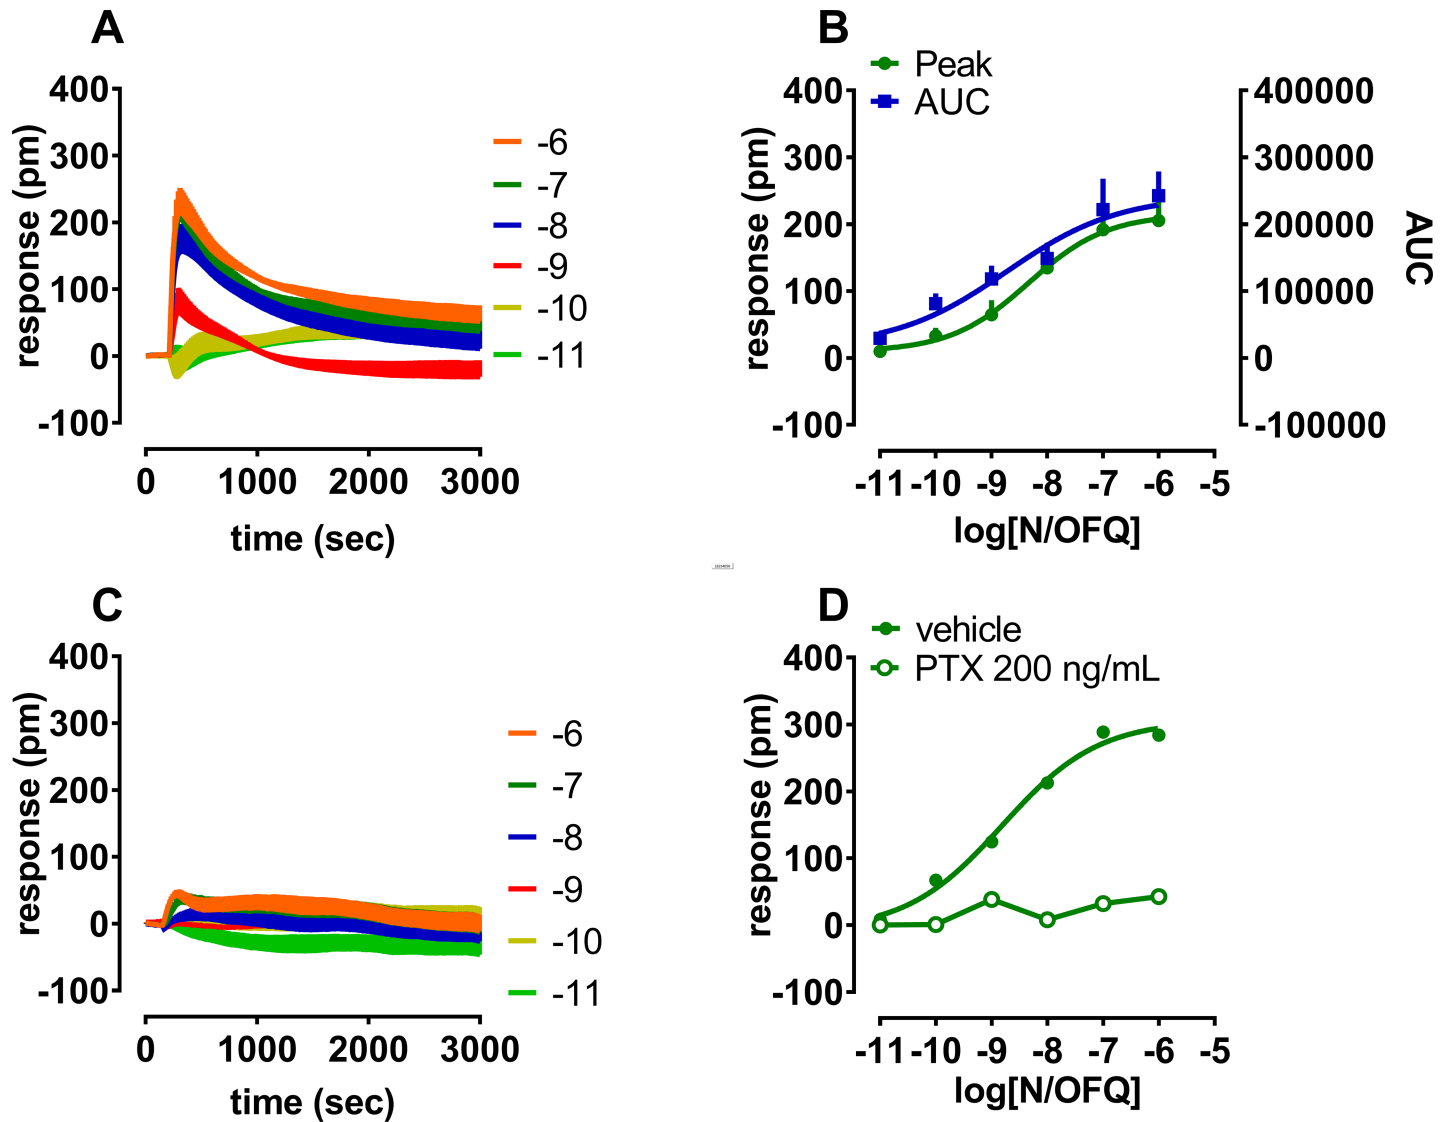 A
400
300
200
100
0
-100
response (pm)
0 1000 2000 3000
time (sec)
-6
-7
-8
-9
-10
-11
B
Peak
AUC
400
300
200
100
0
-100
response (pm)
400000
300000
200000
100000
0
-100000
AUC
-11 -10 -9 -8 -7 -6 -5
log[N/OFQ]
C
400
300
200
100
0
-100
response (pm)
0 1000 2000 3000
time (sec)
-6
-7
-8
-9
-10
-11
D
vehicle
PTX 200 ng/mL
400
300
200
100
0
-100
response (pm)
-11 -10 -9 -8 -7 -6 -5
log[N/OFQ]